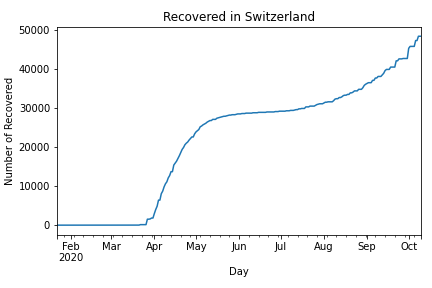 Recovered in Switzerland
Number of Recovered
50000
40000
30000
20000
10000
0
Feb Mar Apr May Jun Jul Aug Sep Oct
2020
Day